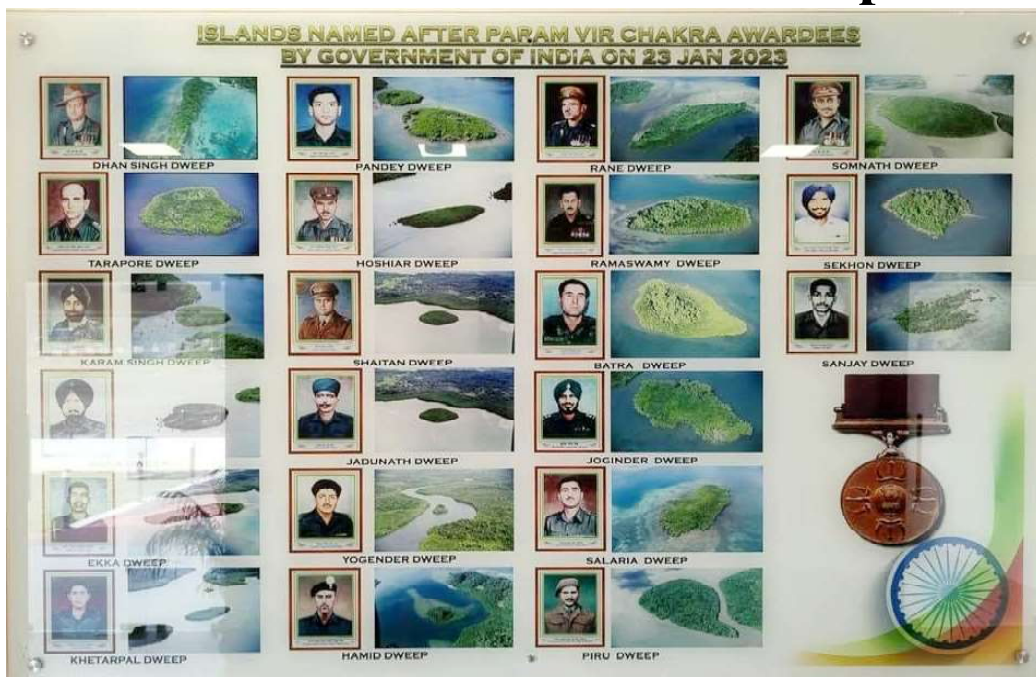 ISLANDS NAMED AFTER PARAM VIR CHAKRA AWARDEES
BY GOVERNMENT OF INDIA ON 23 JAN 2023
DHAN SINGH DWEEP
PANDEY DWEEP
RANE DWEEP
SOMNATH DWEEP
TARAPORE DWEEP
HOSHIAR DWEEP
RAMASWAMY DWEEP
SEKHON DWEEP
KARAM SINGH DWEEP
SHAITAN DWEEP
BATRA DWEEP
SANJAY DWEEP
JADUNATH DWEEP
JOGINDER DWEEP
EKKA DWEEP
YOGENDER DWEEP
SALARIA DWEEP
KHETARPAL DWEEP
HAMID DWEEP
PIRU DWEEP